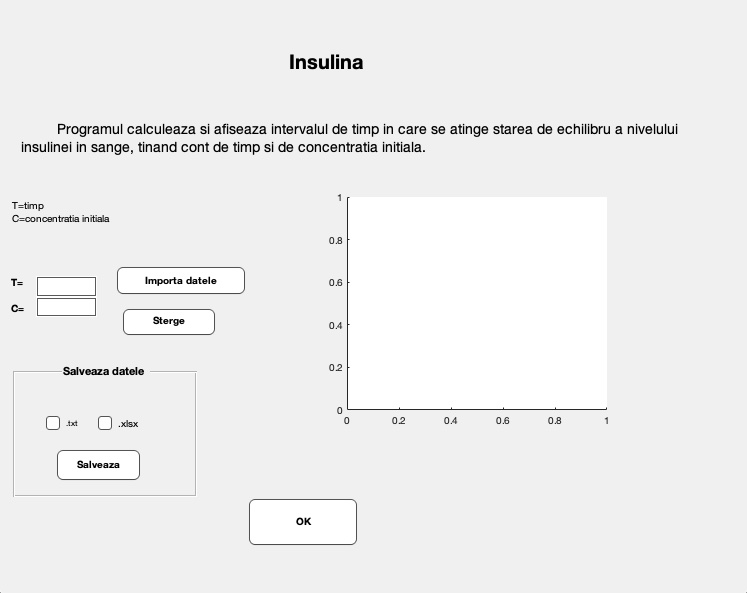 Insulina
Programul calculeaza si afiseaza intervalul de timp in care se atinge starea de echilibru a nivelului
insulinei in sange, tinand cont de timp si de concentratia initiala.
T=timp
C=concentratia initiala
T=
Importa datele
C=
Sterge
Salveaza datele
.txt
.xlsx
Salveaza
1
0.8
0.6
0.4
0.2
0
0 0.2 0.4 0.6 0.8 1
OK